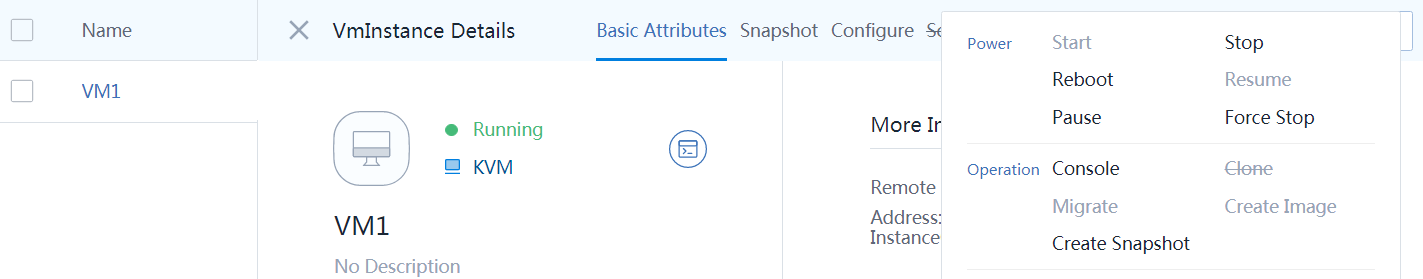 Name
VmInstance Details
Basic Attributes Snapshot Configure
VM1
Running
KVM
VM1
No Description
More
Remote
Address:
Instance
Power Start Stop
Reboot Resume
Pause Force Stop
Operation Console Clone
Migrate Create Image
Create Snapshot